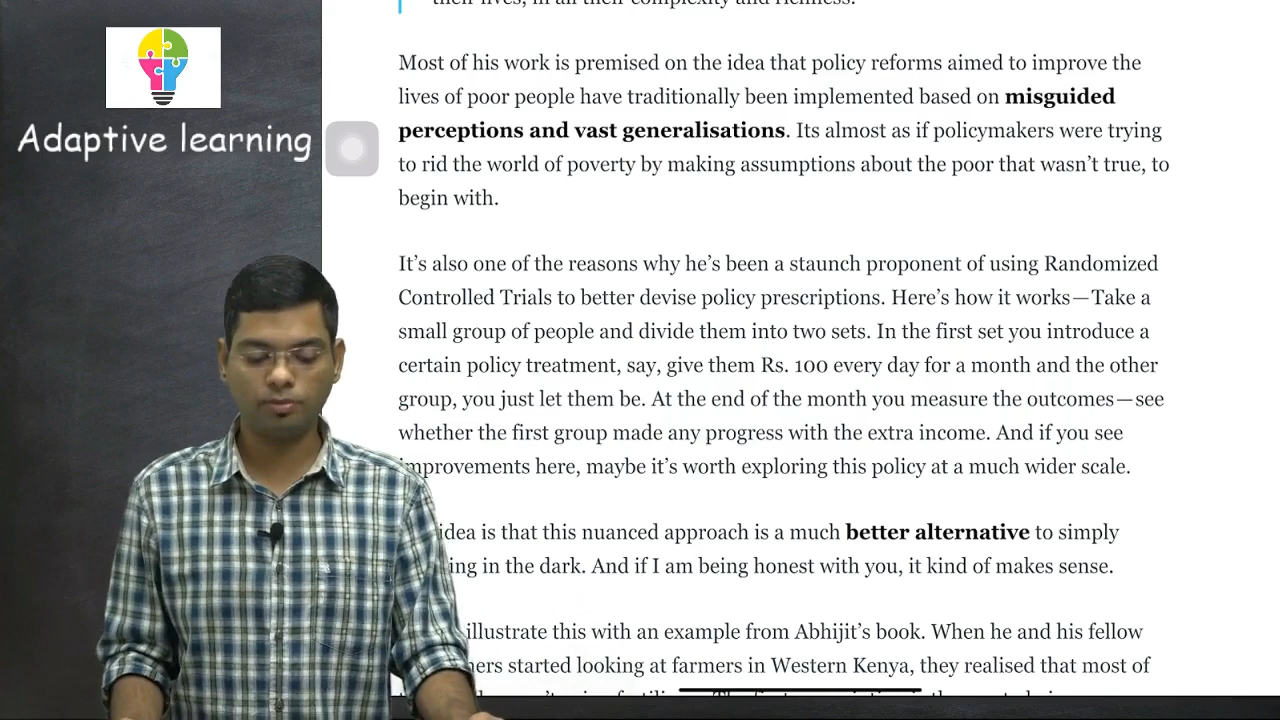 Adaptive learning
their lives, in all their complexity and richness.
Most of his work is premised on the idea that policy reforms aimed to improve the
lives of poor people have traditionally been implemented based on misguided
perceptions and vast generalisations. Its almost as if policymakers were trying
to rid the world of poverty by making assumptions about the poor that wasn’t true, to
begin with.
It’s also one of the reasons why he’s been a staunch proponent of using Randomized
Controlled Trials to better devise policy prescriptions. Here’s how it works—Take a
small group of people and divide them into two sets. In the first set you introduce a
certain policy treatment, say, give them Rs. 100 every day for a month and the other
group, you just let them be. At the end of the month you measure the outcomes—see
whether the first group made any progress with the extra income. And if you see
improvements here, maybe it’s worth exploring this policy at a much wider scale.
idea is that this nuanced approach is a much better alternative to simply
ing in the dark. And if I am being honest with you, it kind of makes sense.
illustrate this with an example from Abhijit’s book. When he and his fellow
ners started looking at farmers in Western Kenya, they realised that most of